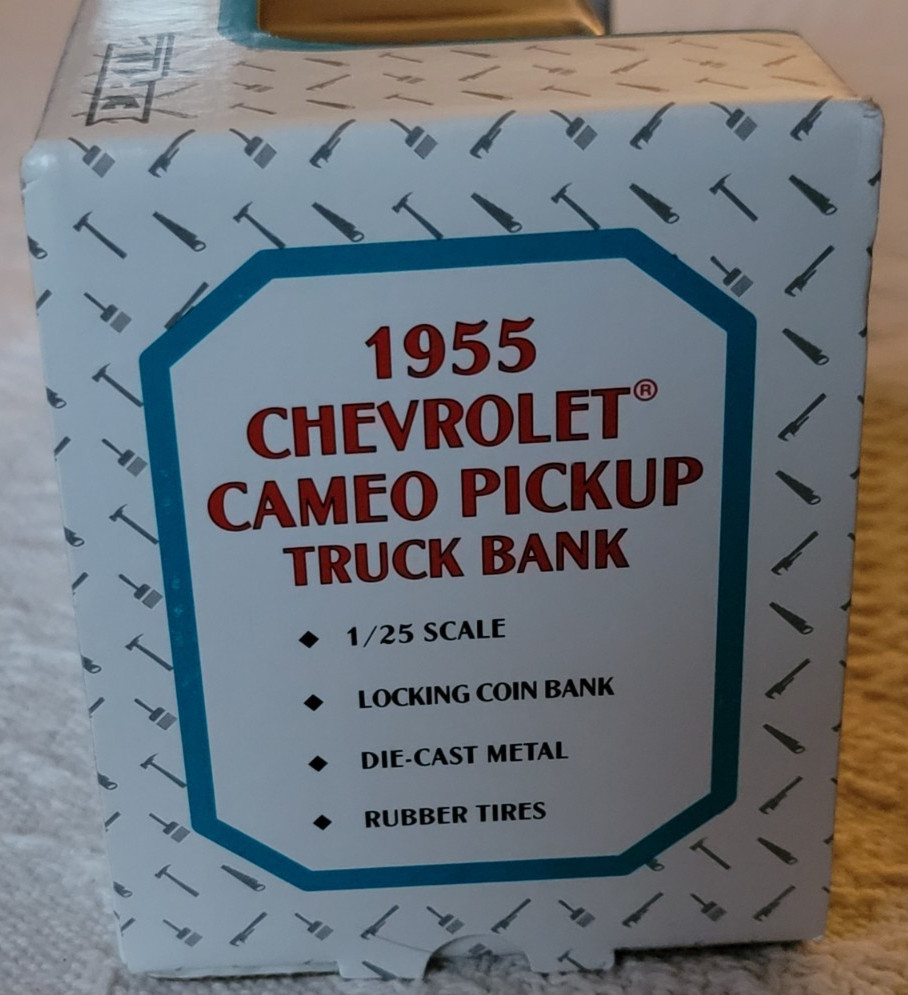 1955
CHEVROLET®
CAMEO PICKUP
TRUCK BANK
◆ 1/25 SCALE
◆ LOCKING COIN BANK
◆ DIE-CAST METAL
◆ RUBBER TIRES